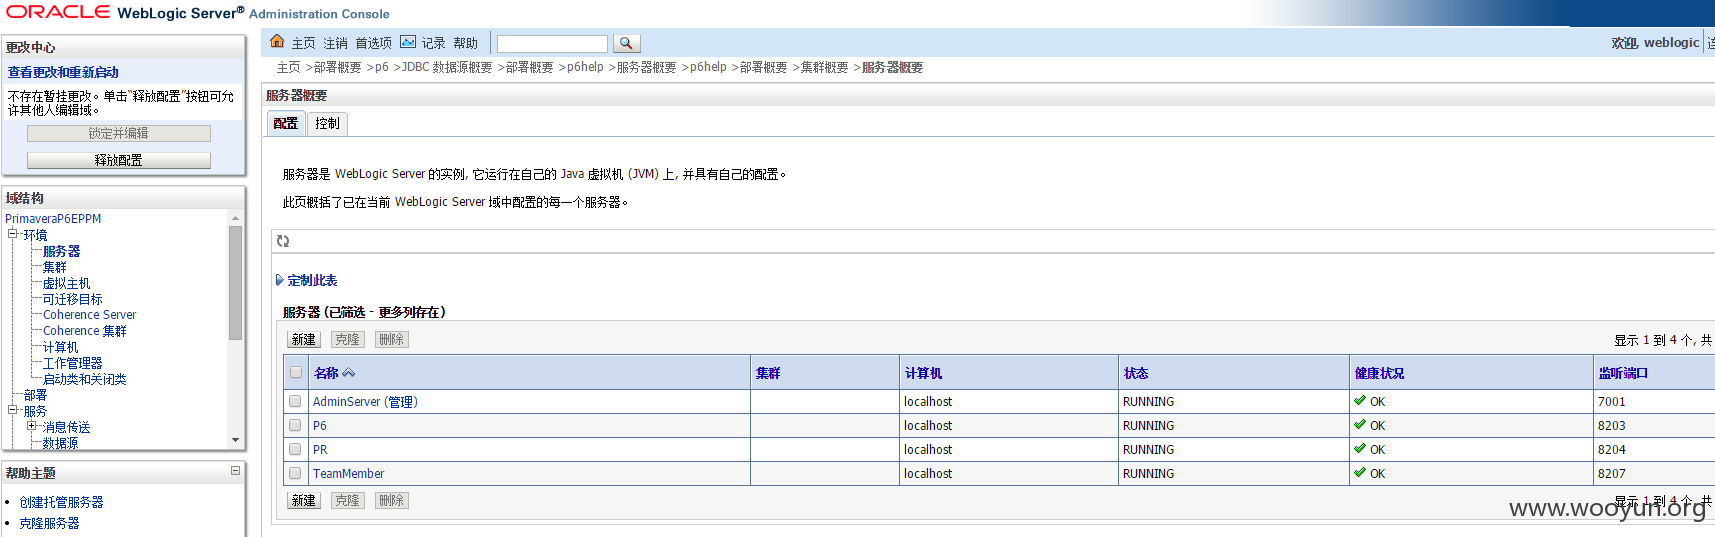 ORACLE WebLogic Server® Administration Console
更改中心
查看更改和重新启动
不存在暂挂更改。单击“释放配置”按钮可允许其他人编辑域。
锁定并编辑
释放配置
域结构
PrimaveraP6EPPM
环境
服务器
集群
虚拟主机
可迁移目标
Coherence Server
Coherence 集群
计算机
工作管理器
启动类和关闭类
部署
服务
消息传送
数据源
帮助主题
创建托管服务器
克隆服务器
主页 注销 首选项 记录 帮助
欢迎, weblogic
主页 >部署概要 >p6 >JDBC 数据源概要 >部署概要 >p6help >服务器概要 >p6help >部署概要 >集群概要 >服务器概要
服务器概要
配置 控制
服务器是 WebLogic Server 的实例, 它运行在自己的 Java 虚拟机 (JVM) 上, 并具有自己的配置。
此页概括了已在当前 WebLogic Server 域中配置的每一个服务器。
定制此表
服务器 (已筛选 - 更多列存在)
新建 克隆 删除
显示 1 到 4 个, 共
名称 集群 计算机 状态 健康状况 监听端口
AdminServer (管理) localhost RUNNING OK 7001
P6 localhost RUNNING OK 8203
PR localhost RUNNING OK 8204
TeamMember localhost RUNNING OK 8207
新建 克隆 删除
显示 1 到 4 个, 共
www.wooyun.org